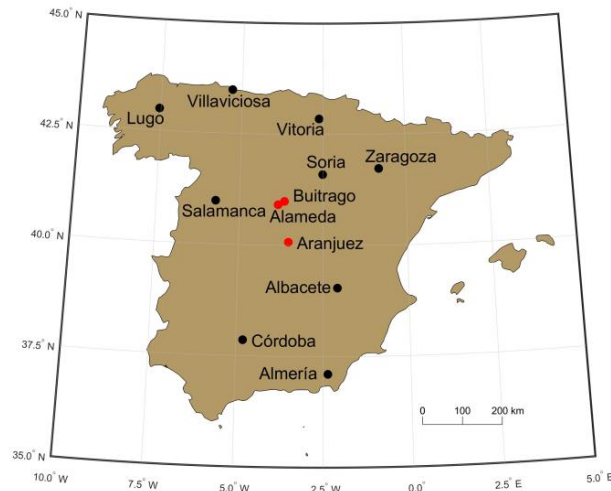 45.0° N
Villaviciosa
Lugo
Vitoria
42.5° N
Soria
Zaragoza
Buitrago
Salamanca
Alameda
40.0° N
Aranjuez
Albacete
37.5° N
Córdoba
Almería
0 100 200 km
35.0° N
10.0° W
7.5° W
5.0° W
2.5° W
0.0°
2.5° E
5.0° E